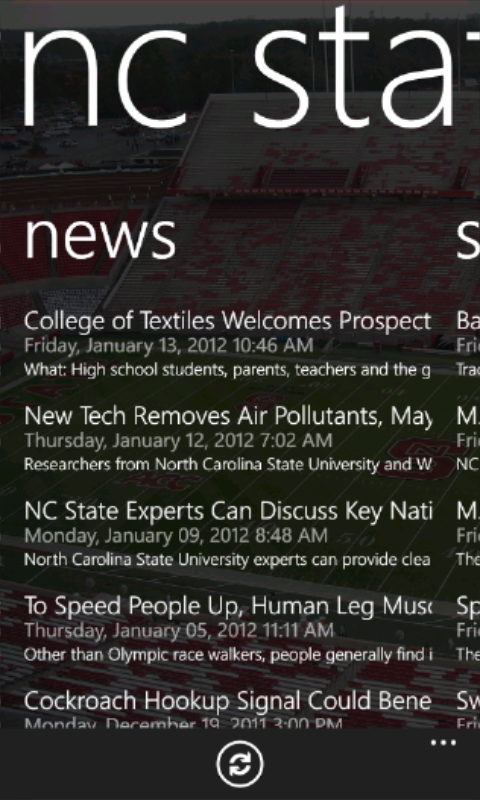 nc sta
news
College of Textiles Welcomes Prospect
Friday, January 13, 2012 10:46 AM
What: High school students, parents, teachers and the g
New Tech Removes Air Pollutants, May
Thursday, January 12, 2012 7:02 AM
Researchers from North Carolina State University and W
NC State Experts Can Discuss Key Nati
Monday, January 09, 2012 8:48 AM
North Carolina State University experts can provide clea
To Speed People Up, Human Leg Musc
Thursday, January 05, 2012 11:11 AM
Other than Olympic race walkers, people generally find i
Cockroach Hookup Signal Could Bene
Monday, December 19, 2011 3:00 PM
s
Ba
Fri
Tra
M.
Fri
NC
M.
Fri
The
Sp
Fri
The
Sw
Fri